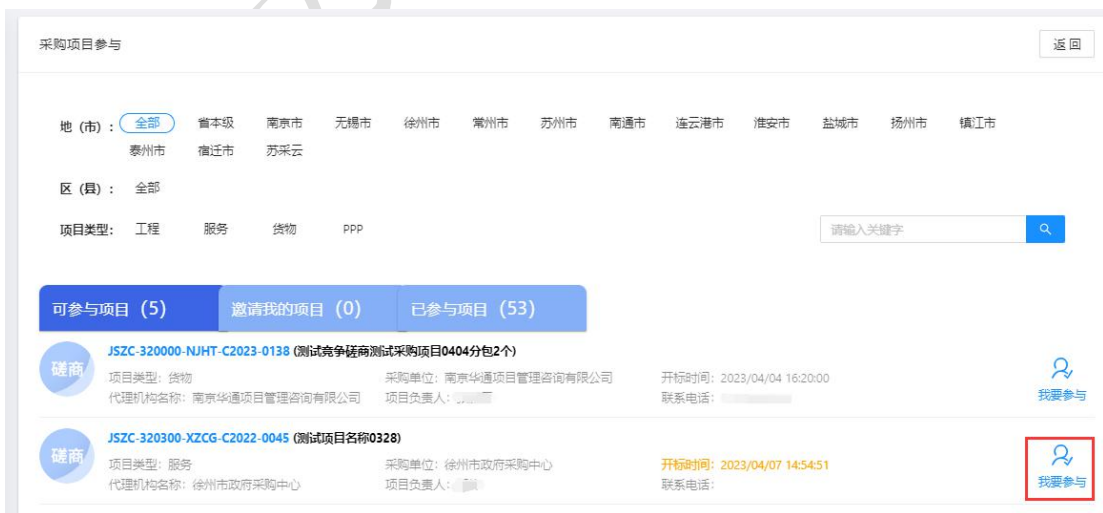 采购项目参与 返回
地（市）： 全部 省本级 南京市 无锡市 徐州市 常州市 苏州市 南通市 连云港市 淮安市 盐城市 扬州市 镇江市
泰州市 宿迁市 苏采云
区（县）： 全部
项目类型： 工程 服务 货物 PPP 请输入关键字
可参与项目（5） 邀请我的项目（0） 已参与项目（53）
磋商 JSZC-320000-NJHT-C2023-0138 (测试竞争磋商测试采购项目0404分包2个)
项目类型：货物 采购单位：南京华通项目管理咨询有限公司 开标时间：2023/04/04 16:20:00
代理机构名称：南京华通项目管理咨询有限公司 项目负责人： 联系电话： 我要参与
磋商 JSZC-320300-XZCG-C2022-0045 (测试项目名称0328)
项目类型：服务 采购单位：徐州市政府采购中心 开标时间：2023/04/07 14:54:51
代理机构名称：徐州市政府采购中心 项目负责人： 联系电话： 我要参与